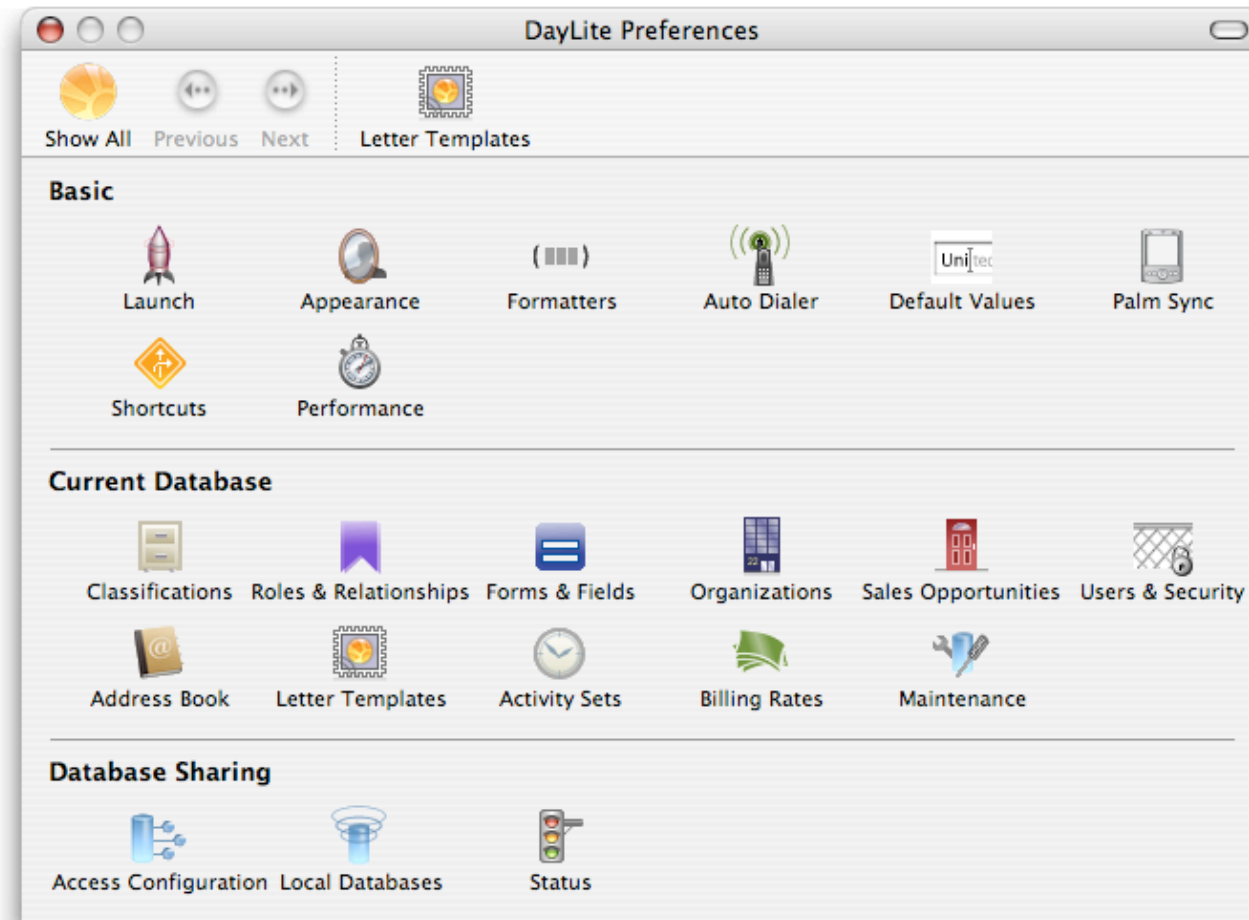 DayLite Preferences
Show All Previous Next Letter Templates
Basic
Launch Appearance Formatters Auto Dialer Default Values Palm Sync
Shortcuts Performance
Current Database
Classifications Roles & Relationships Forms & Fields Organizations Sales Opportunities Users & Security
Address Book Letter Templates Activity Sets Billing Rates Maintenance
Database Sharing
Access Configuration Local Databases Status